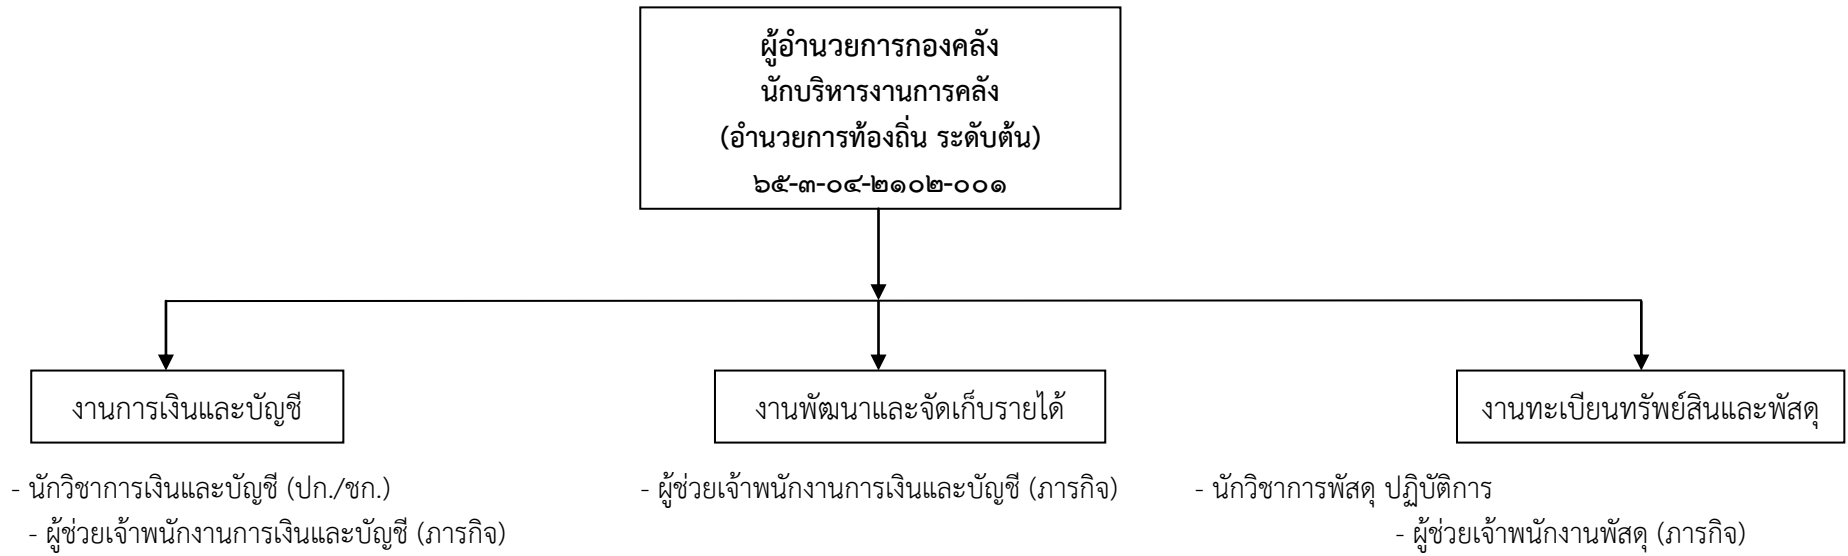 ผู้อำนวยการกองคลัง
นักบริหารงานการคลัง
(อำนวยการท้องถิ่น ระดับต้น)
๖๕-๓-๐๔-๒๑๐๒-๐๐๑
งานการเงินและบัญชี
- นักวิชาการเงินและบัญชี (ปก./ชก.)
- ผู้ช่วยเจ้าพนักงานการเงินและบัญชี (ภารกิจ)
งานพัฒนาและจัดเก็บรายได้
- ผู้ช่วยเจ้าพนักงานการเงินและบัญชี (ภารกิจ)
งานทะเบียนทรัพย์สินและพัสดุ
- นักวิชาการพัสดุ ปฏิบัติการ
- ผู้ช่วยเจ้าพนักงานพัสดุ (ภารกิจ)